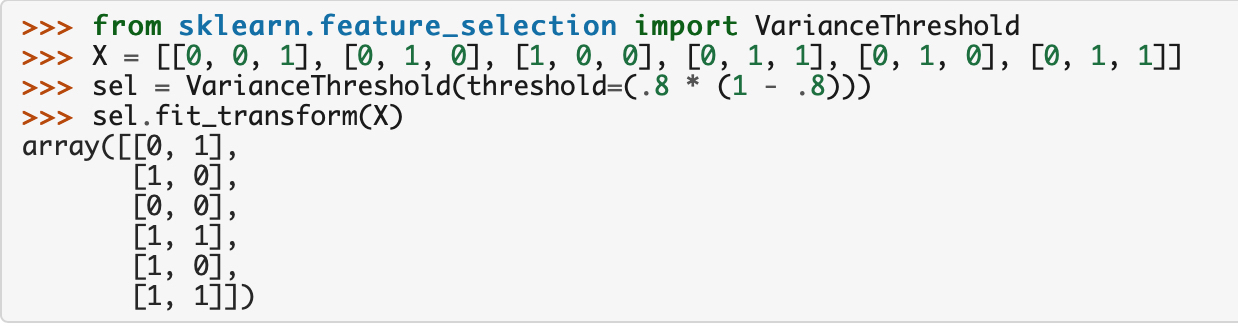 >>> from sklearn.feature_selection import VarianceThreshold
>>> X = [[0, 0, 1], [0, 1, 0], [1, 0, 0], [0, 1, 1], [0, 1, 0], [0, 1, 1]]
>>> sel = VarianceThreshold(threshold=(.8 * (1 - .8)))
>>> sel.fit_transform(X)
array([[0, 1],
       [1, 0],
       [0, 0],
       [1, 1],
       [1, 0],
       [1, 1]])